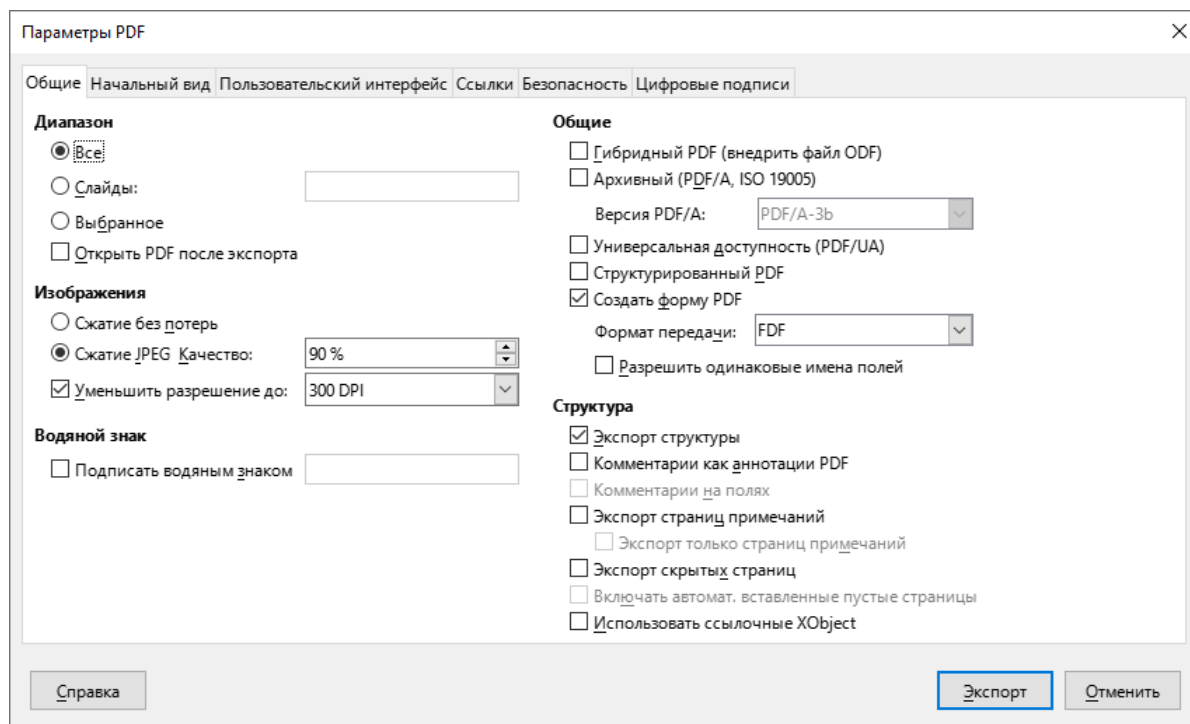 Параметры PDF
Общие Начальный вид Пользовательский интерфейс Ссылки Безопасность Цифровые подписи
Диапазон
Все
Слайды:
Выбранное
Открыть PDF после экспорта
Изображения
Сжатие без потерь
Сжатие JPEG Качество: 90 %
Уменьшить разрешение до: 300 DPI
Водяной знак
Подписать водяным знаком
Общие
Гибридный PDF (внедрить файл ODF)
Архивный (PDF/A, ISO 19005)
Версия PDF/A: PDF/A-3b
Универсальная доступность (PDF/UA)
Структурированный PDF
Создать форму PDF
Формат передачи: FDF
Разрешить одинаковые имена полей
Структура
Экспорт структуры
Комментарии как аннотации PDF
Комментарии на полях
Экспорт страниц примечаний
Экспорт только страниц примечаний
Экспорт скрытых страниц
Включать автомат. вставленные пустые страницы
Использовать ссылочные XObject
Справка Экспорт Отменить